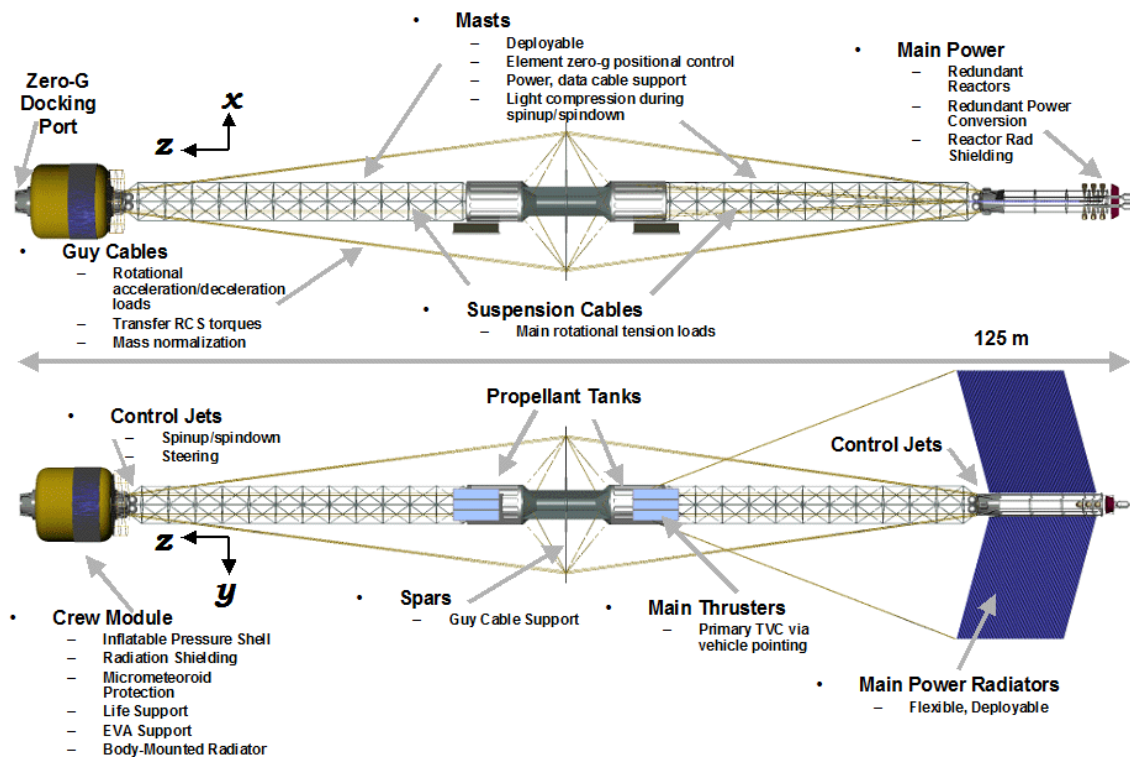 • Masts
– Deployable
– Element zero-g positional control
– Power, data cable support
– Light compression during
spinup/spindown
• Main Power
– Redundant
Reactors
– Redundant Power
Conversion
– Reactor Rad
Shielding
Zero-G
Docking
Port
x
z
• Guy Cables
– Rotational
acceleration/deceleration
loads
– Transfer RCS torques
– Mass normalization
• Suspension Cables
– Main rotational tension loads
125 m
• Control Jets
– Spinup/spindown
– Steering
Propellant Tanks
Control Jets
z
y
• Crew Module
– Inflatable Pressure Shell
– Radiation Shielding
– Micrometeoroid
Protection
– Life Support
– EVA Support
– Body-Mounted Radiator
• Spars
– Guy Cable Support
• Main Thrusters
– Primary TVC via
vehicle pointing
• Main Power Radiators
– Flexible, Deployable